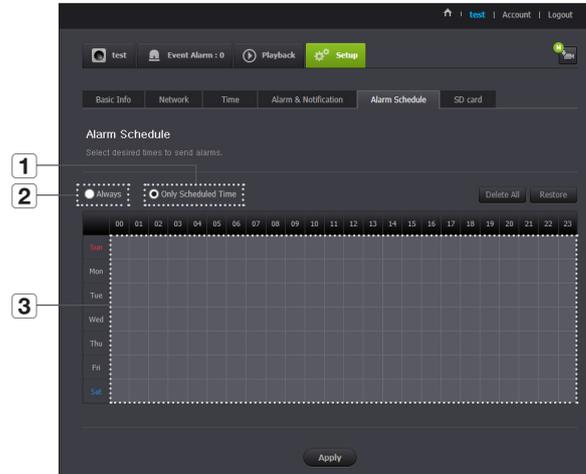 test | Account | Logout
test Event Alarm : 0 Playback Setup
N
Basic Info Network Time Alarm & Notification Alarm Schedule SD card
Alarm Schedule
Select desired times to send alarms.
1
2 Always Only Scheduled Time Delete All Restore
00 01 02 03 04 05 06 07 08 09 10 11 12 13 14 15 16 17 18 19 20 21 22 23
Sun
Mon
Tue
3
Wed
Thu
Fri
Sat
Apply